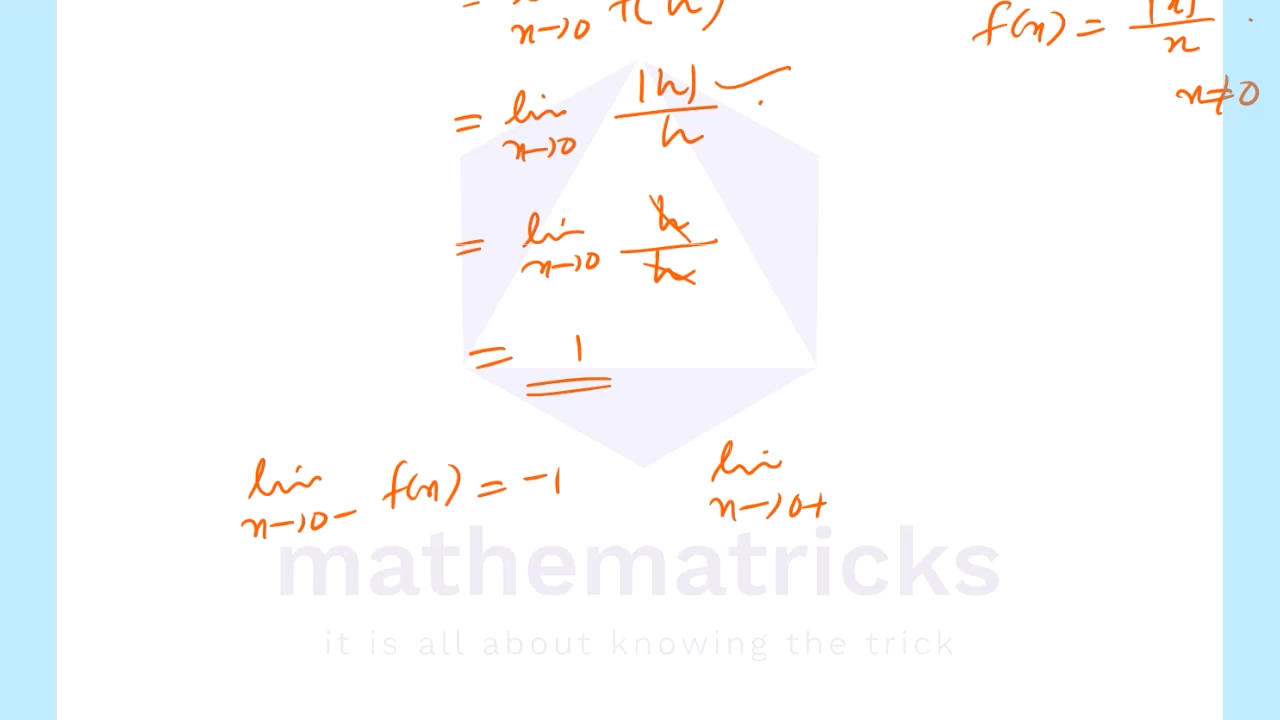 = lim x→0 f(h)
f(x) = |x|/x
x≠0
= lim x→0 |h|/h
= lim x→0 h/h
= 1
lim x→0- f(x) = -1 lim x→0+
mathematricks
it is all about knowing the trick